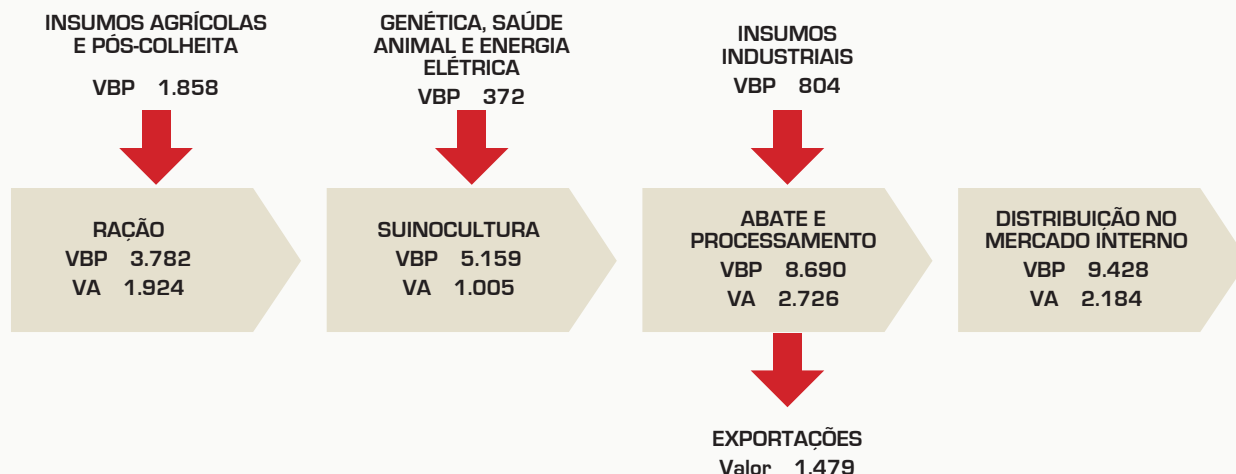 INSUMOS AGRÍCOLAS
E PÓS-COLHEITA
VBP 1.858
GENÉTICA, SAÚDE
ANIMAL E ENERGIA
ELÉTRICA
VBP 372
INSUMOS
INDUSTRIAIS
VBP 804
RAÇÃO
VBP 3.782
VA 1.924
SUINOCULTURA
VBP 5.159
VA 1.005
ABATE E
PROCESSAMENTO
VBP 8.690
VA 2.726
DISTRIBUIÇÃO NO
MERCADO INTERNO
VBP 9.428
VA 2.184
EXPORTAÇÕES
Valor 1.479